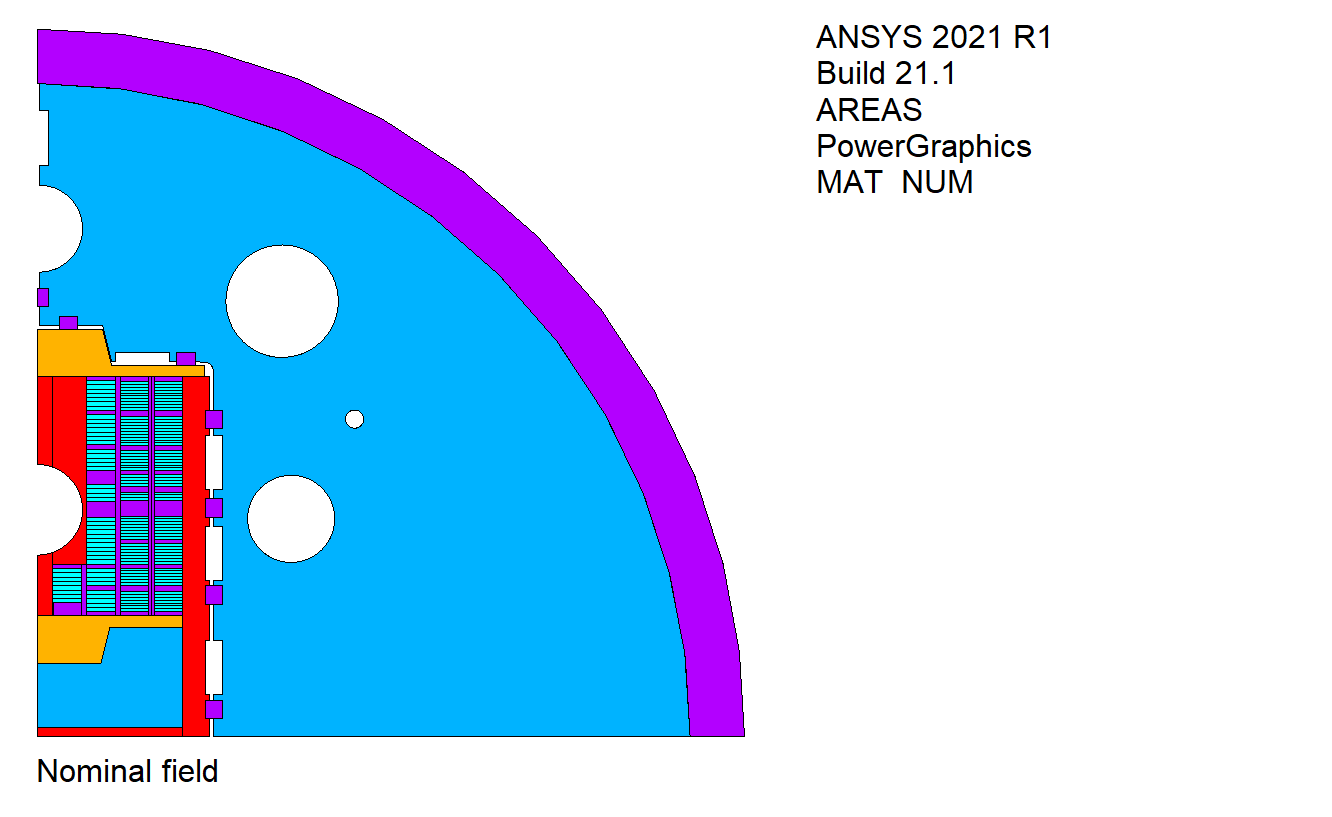 ANSYS 2021 R1
Build 21.1
AREAS
PowerGraphics
MAT  NUM
Nominal field